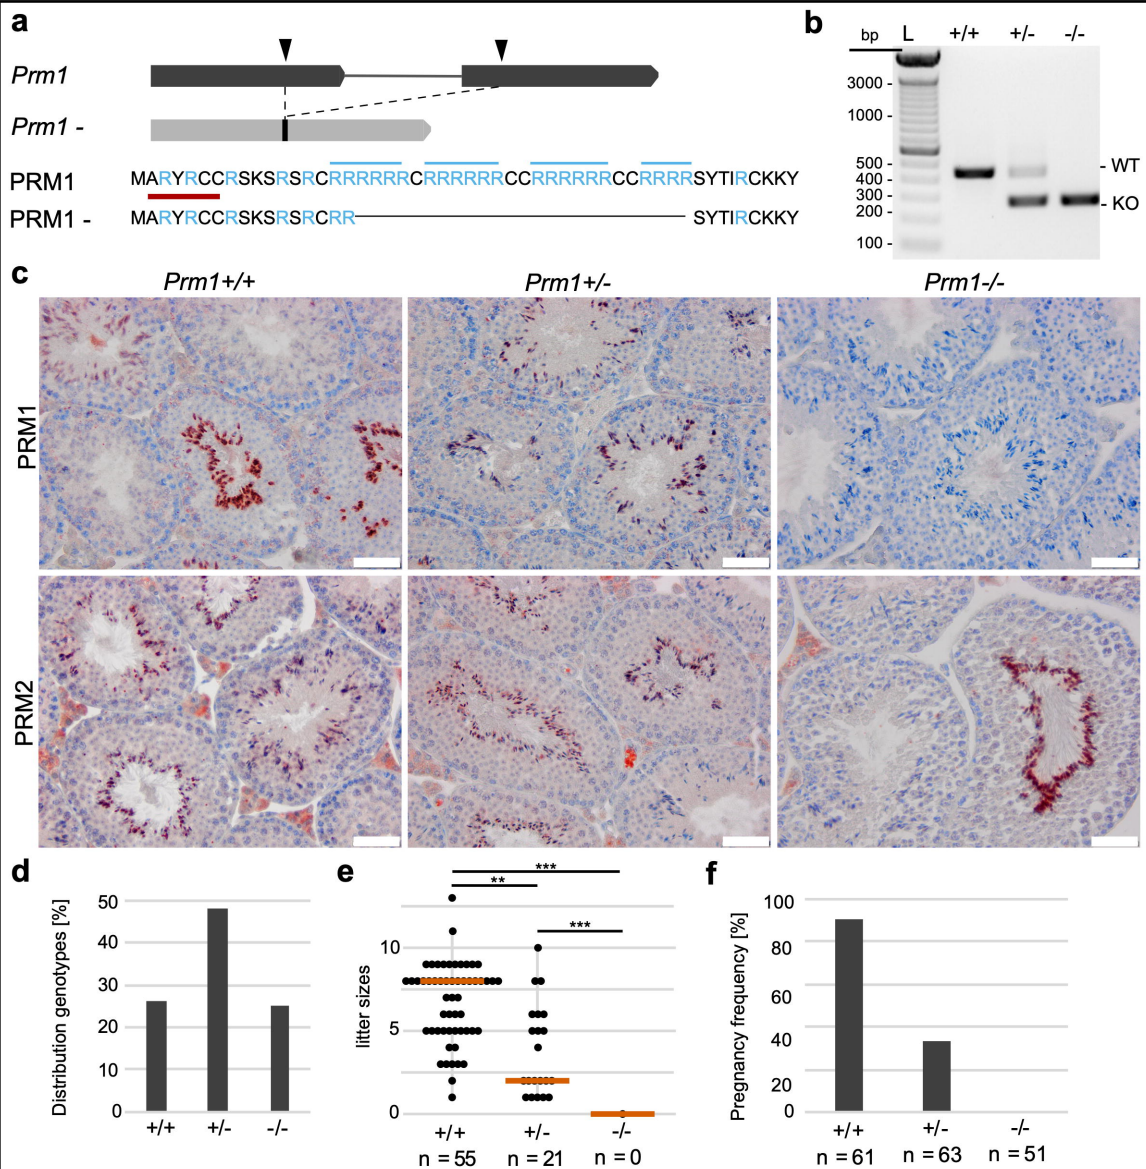 a
Prm1
Prm1 -
PRM1 MARYRCCRSKSRSRCRRRRRRCRRRRRRCCRRRRRRCCRRRRSYTIRCKKY
PRM1 - MARYRCCRSKSRSRCRR SYTIRCKKY
b
bp L +/+ +/- -/-
3000 -
1000 -
500 -
400 -
300 -
200 -
100 -
- WT
- KO
c
Prm1+/+ Prm1+/- Prm1-/-
PRM1
PRM2
d
Distribution genotypes [%]
50
40
30
20
10
0
+/+ +/- -/-
e
***
**
***
litter sizes
10
5
0
+/+ +/- -/-
n = 55 n = 21 n = 0
f
Pregnancy frequency [%]
100
80
60
40
20
0
+/+ +/- -/-
n = 61 n = 63 n = 51